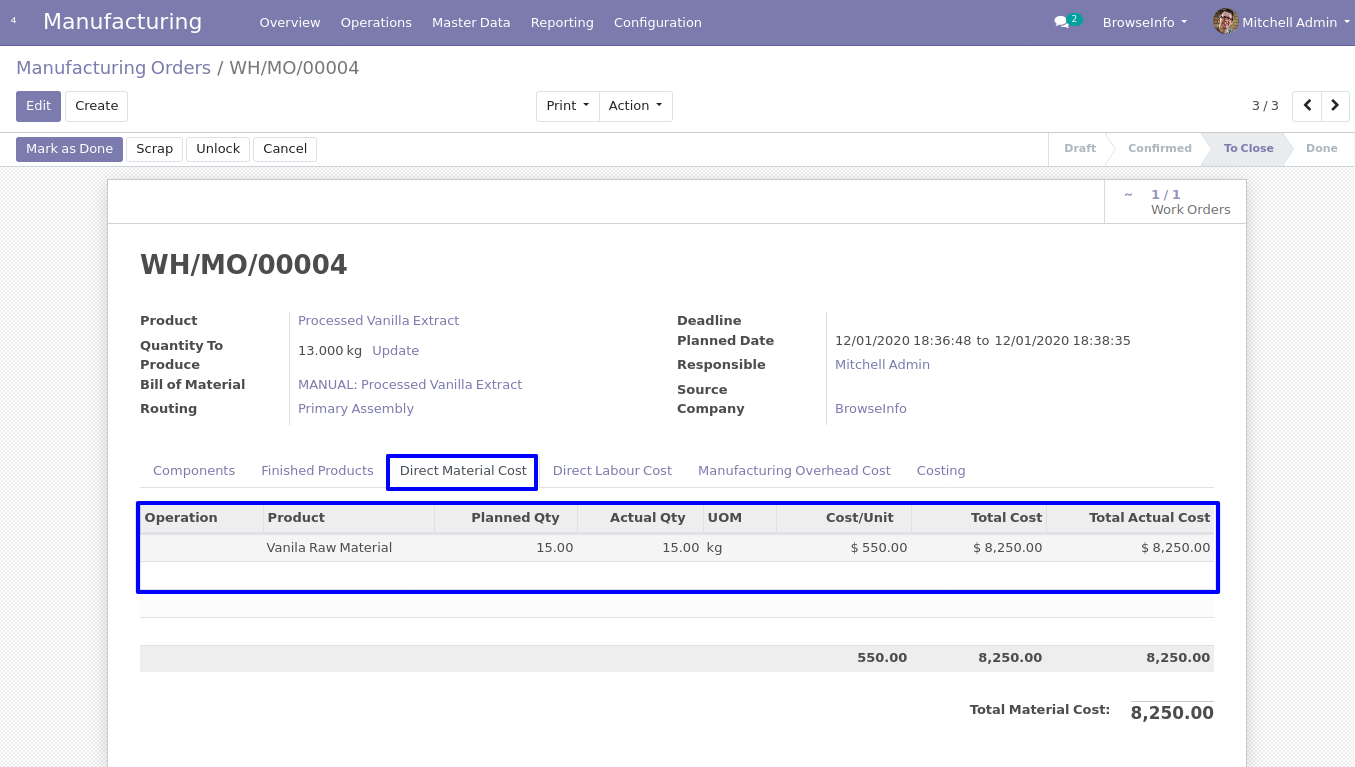 4 Manufacturing Overview Operations Master Data Reporting Configuration 2 BrowseInfo Mitchell Admin
Manufacturing Orders / WH/MO/00004
Edit Create Print Action 3 / 3
Mark as Done Scrap Unlock Cancel Draft Confirmed To Close Done
1 / 1
Work Orders
WH/MO/00004
Product Processed Vanilla Extract
Quantity To Produce 13.000 kg Update
Bill of Material MANUAL: Processed Vanilla Extract
Routing Primary Assembly
Deadline
Planned Date 12/01/2020 18:36:48 to 12/01/2020 18:38:35
Responsible Mitchell Admin
Source
Company BrowseInfo
Components Finished Products Direct Material Cost Direct Labour Cost Manufacturing Overhead Cost Costing
Operation Product Planned Qty Actual Qty UOM Cost/Unit Total Cost Total Actual Cost
Vanila Raw Material 15.00 15.00 kg $ 550.00 $ 8,250.00 $ 8,250.00
550.00 8,250.00 8,250.00
Total Material Cost: 8,250.00